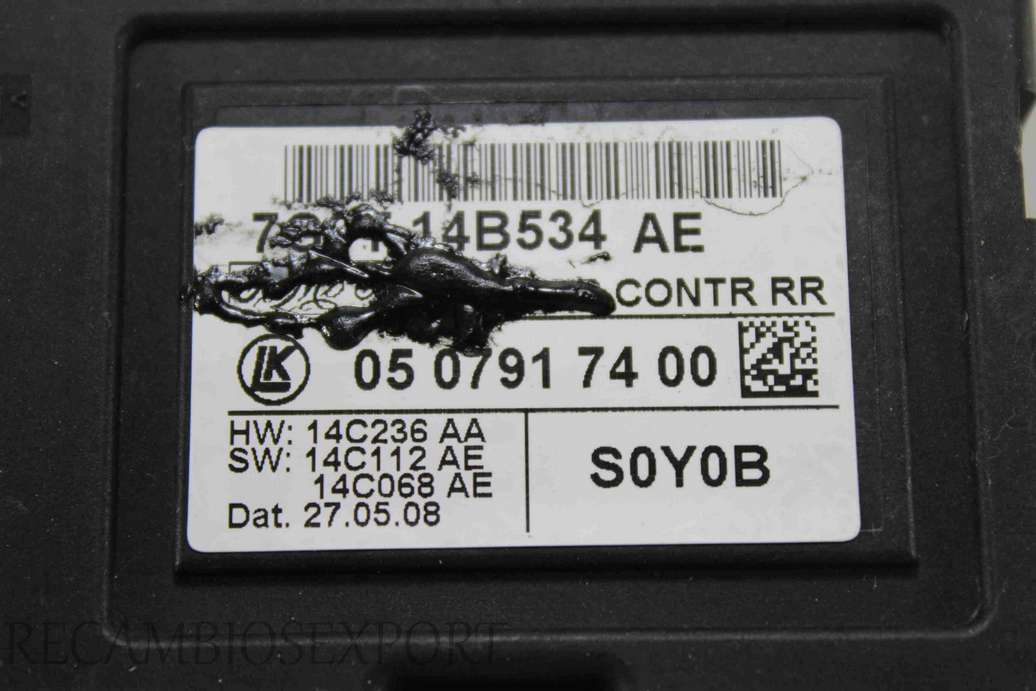 14B534 AE
CONTR RR
LK 05 0791 74 00
HW: 14C236 AA
SW: 14C112 AE
14C068 AE
Dat. 27.05.08
S0Y0B
RECAMBIOSEXPORT